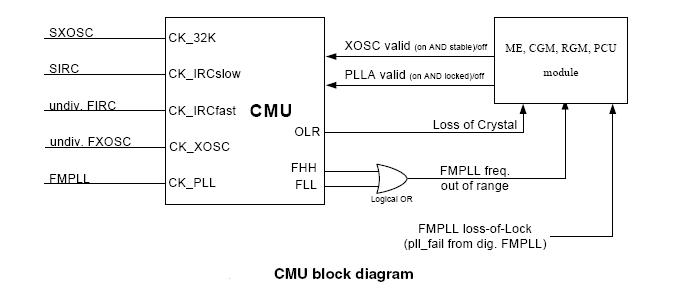 SXOSC
CK_32K
SIRC
CK_IRCslow
undiv. FIRC
CK_IRCfast
undiv. FXOSC
CK_XOSC
FMPLL
CK_PLL
CMU
OLR
FHH
FLL
XOSC valid (on AND stable)/off
PLLA valid (on AND locked)/off
ME, CGM, RGM, PCU
module
Loss of Crystal
Logical OR
FMPLL freq.
out of range
FMPLL loss-of-Lock
(pll_fail from dig. FMPLL)
CMU block diagram